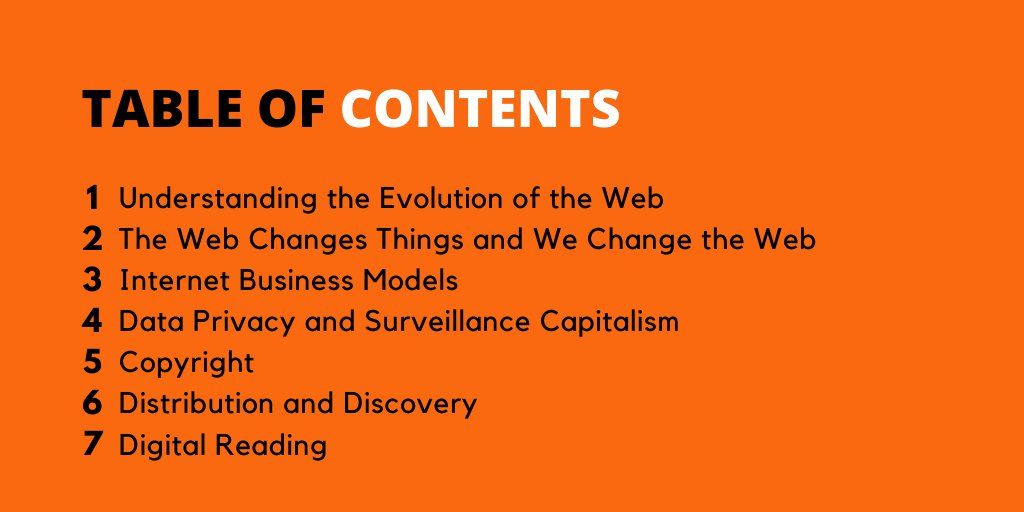 TABLE OF CONTENTS
1 Understanding the Evolution of the Web
2 The Web Changes Things and We Change the Web
3 Internet Business Models
4 Data Privacy and Surveillance Capitalism
5 Copyright
6 Distribution and Discovery
7 Digital Reading